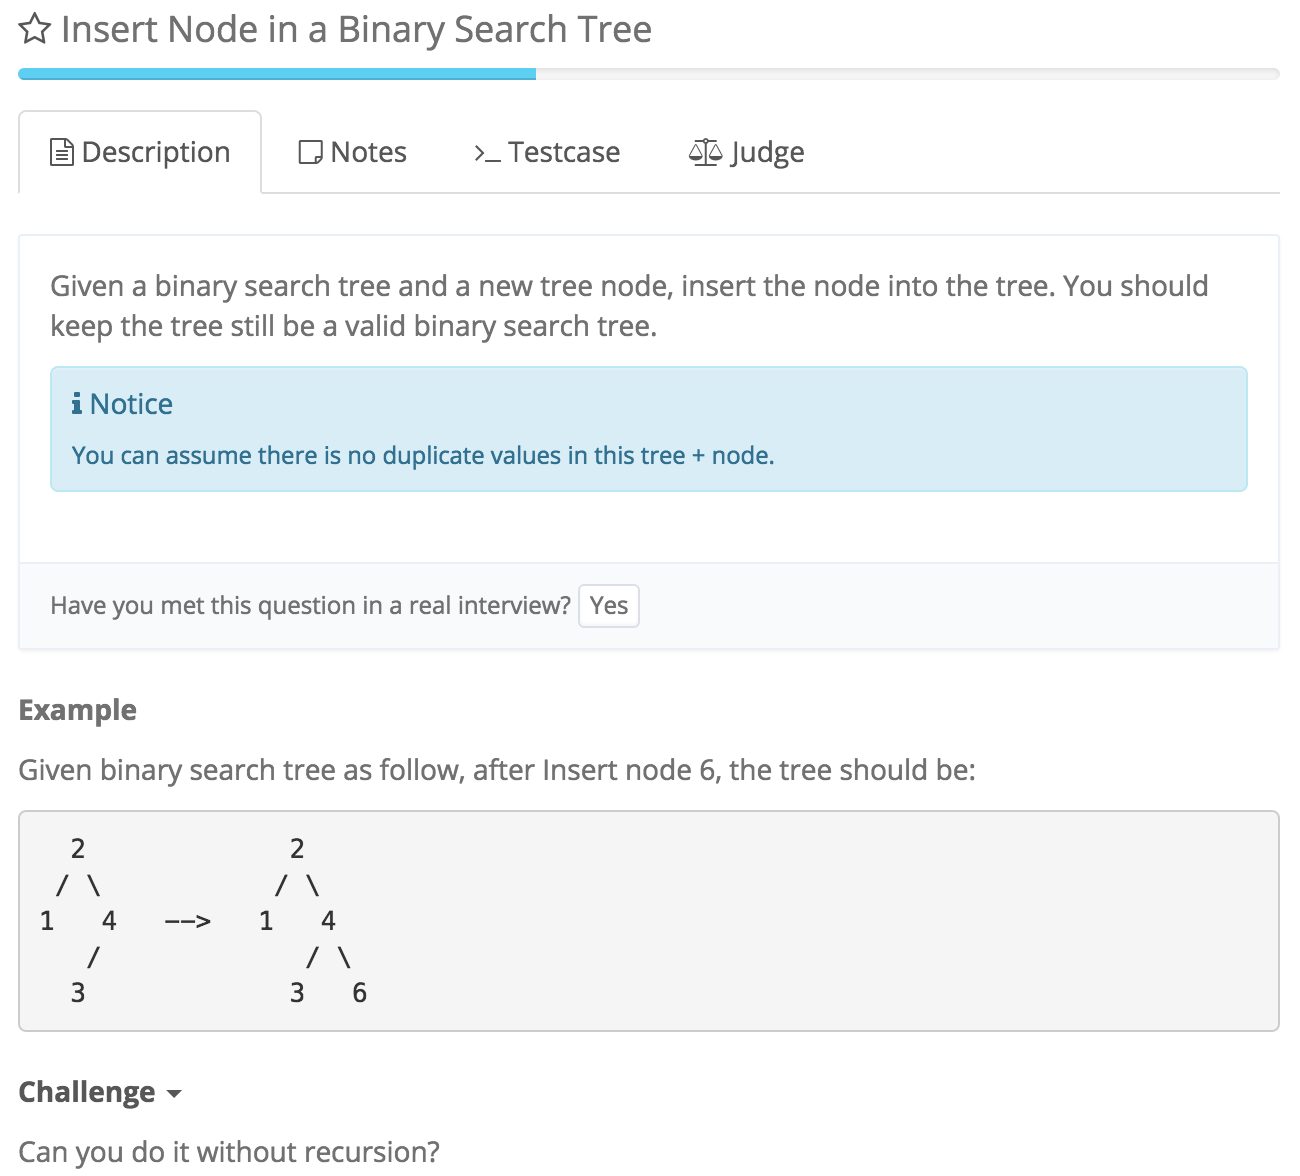 Insert Node in a Binary Search Tree
Description Notes >_ Testcase Judge
Given a binary search tree and a new tree node, insert the node into the tree. You should
keep the tree still be a valid binary search tree.
Notice
You can assume there is no duplicate values in this tree + node.
Have you met this question in a real interview? Yes
Example
Given binary search tree as follow, after Insert node 6, the tree should be:
  2             2
 / \           / \
1   4   -->   1   4
   /             / \
  3             3   6
Challenge
Can you do it without recursion?